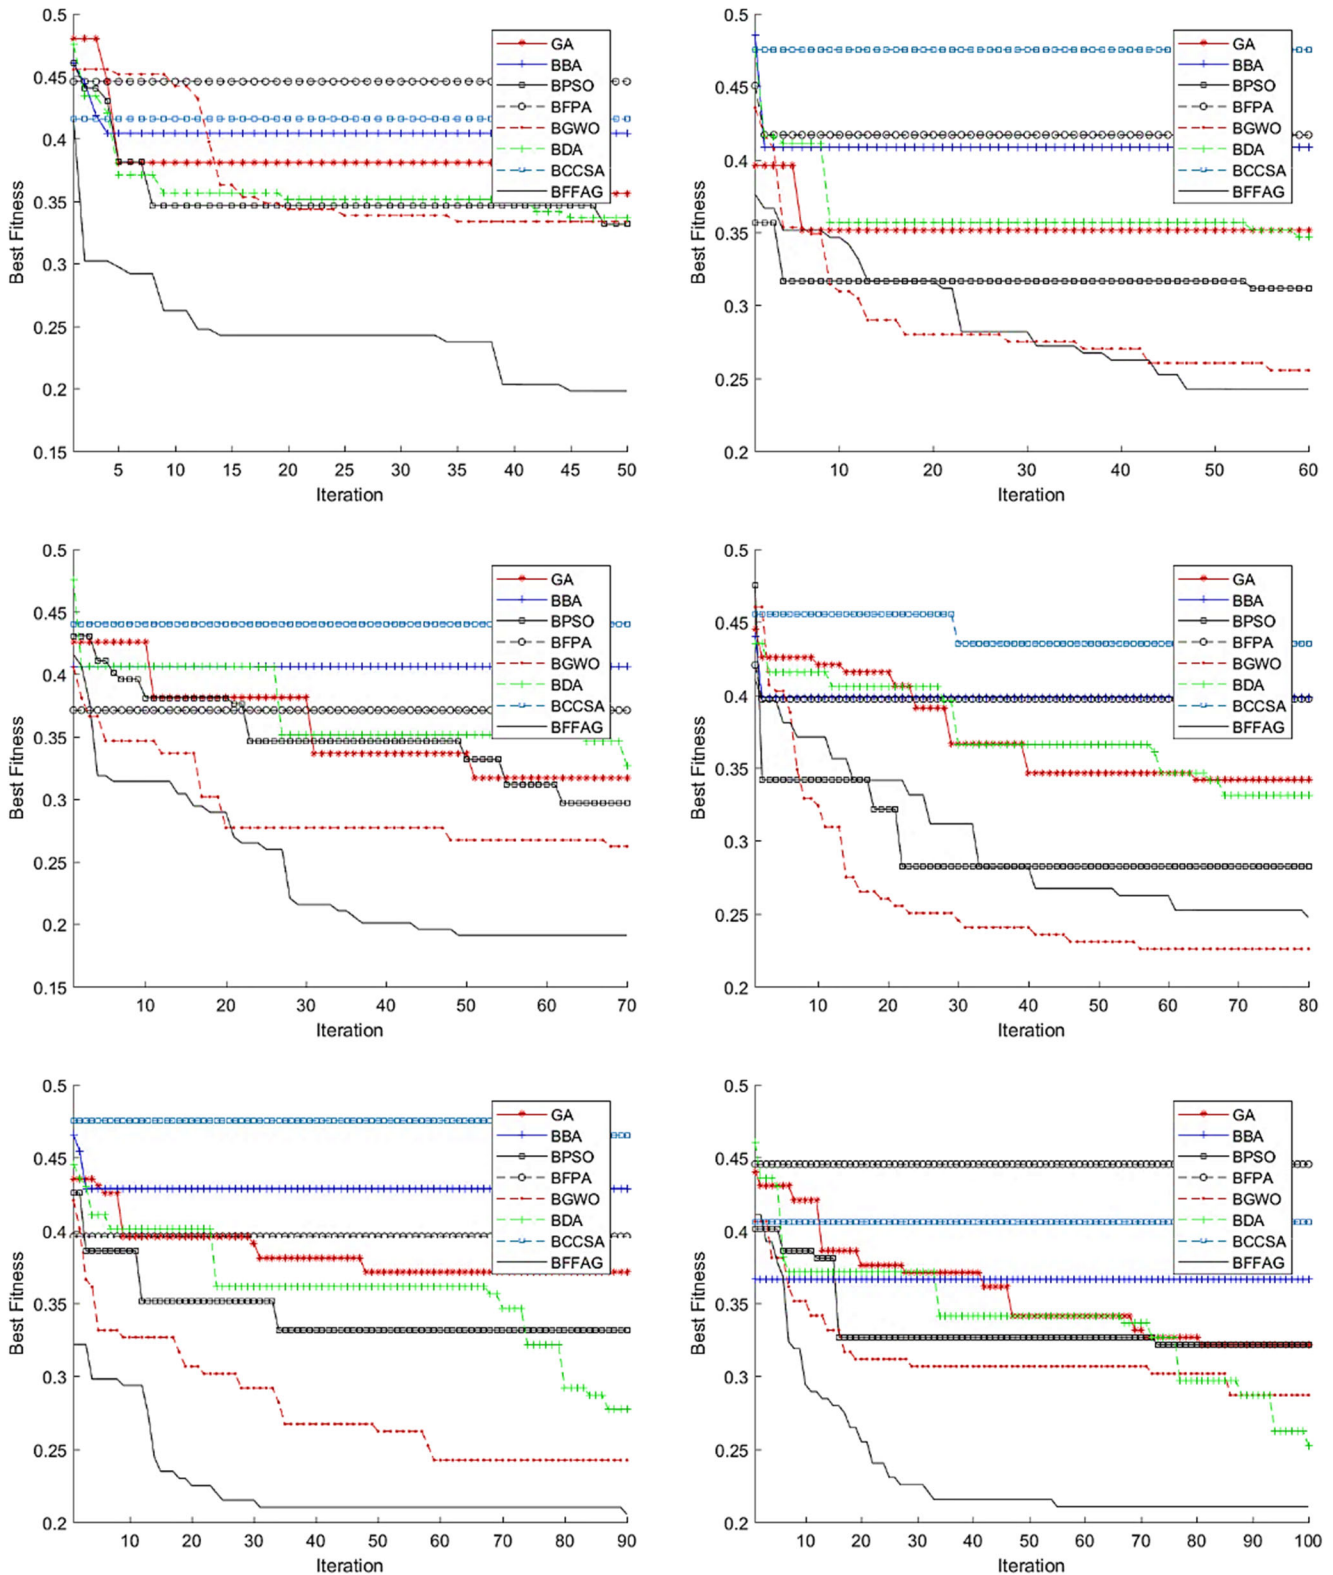 0.5
0.45
0.4
0.35
0.3
0.25
0.2
0.15
Best Fitness
5 10 15 20 25 30 35 40 45 50
Iteration
GA
BBA
BPSO
BFPA
BGWO
BDA
BCCSA
BFFAG
0.5
0.45
0.4
0.35
0.3
0.25
0.2
Best Fitness
10 20 30 40 50 60
Iteration
GA
BBA
BPSO
BFPA
BGWO
BDA
BCCSA
BFFAG
0.5
0.45
0.4
0.35
0.3
0.25
0.2
0.15
Best Fitness
10 20 30 40 50 60 70
Iteration
GA
BBA
BPSO
BFPA
BGWO
BDA
BCCSA
BFFAG
0.5
0.45
0.4
0.35
0.3
0.25
0.2
Best Fitness
10 20 30 40 50 60 70 80
Iteration
GA
BBA
BPSO
BFPA
BGWO
BDA
BCCSA
BFFAG
0.5
0.45
0.4
0.35
0.3
0.25
0.2
Best Fitness
10 20 30 40 50 60 70 80 90
Iteration
GA
BBA
BPSO
BFPA
BGWO
BDA
BCCSA
BFFAG
0.5
0.45
0.4
0.35
0.3
0.25
0.2
Best Fitness
10 20 30 40 50 60 70 80 90 100
Iteration
GA
BBA
BPSO
BFPA
BGWO
BDA
BCCSA
BFFAG